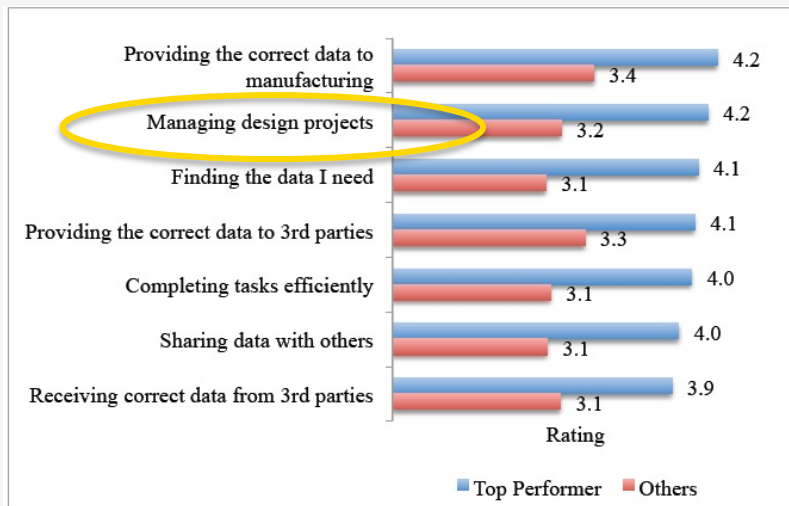 Providing the correct data to
manufacturing
4.2
3.4
Managing design projects
4.2
3.2
Finding the data I need
4.1
3.1
Providing the correct data to 3rd parties
4.1
3.3
Completing tasks efficiently
4.0
3.1
Sharing data with others
4.0
3.1
Receiving correct data from 3rd parties
3.9
3.1
Rating
Top Performer Others